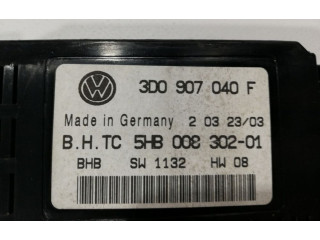 3D0 907 040 F
Made in Germany 2 03 23/03
B.H.TC 5HB 008 302-01
BHB SW 1132 HW 08